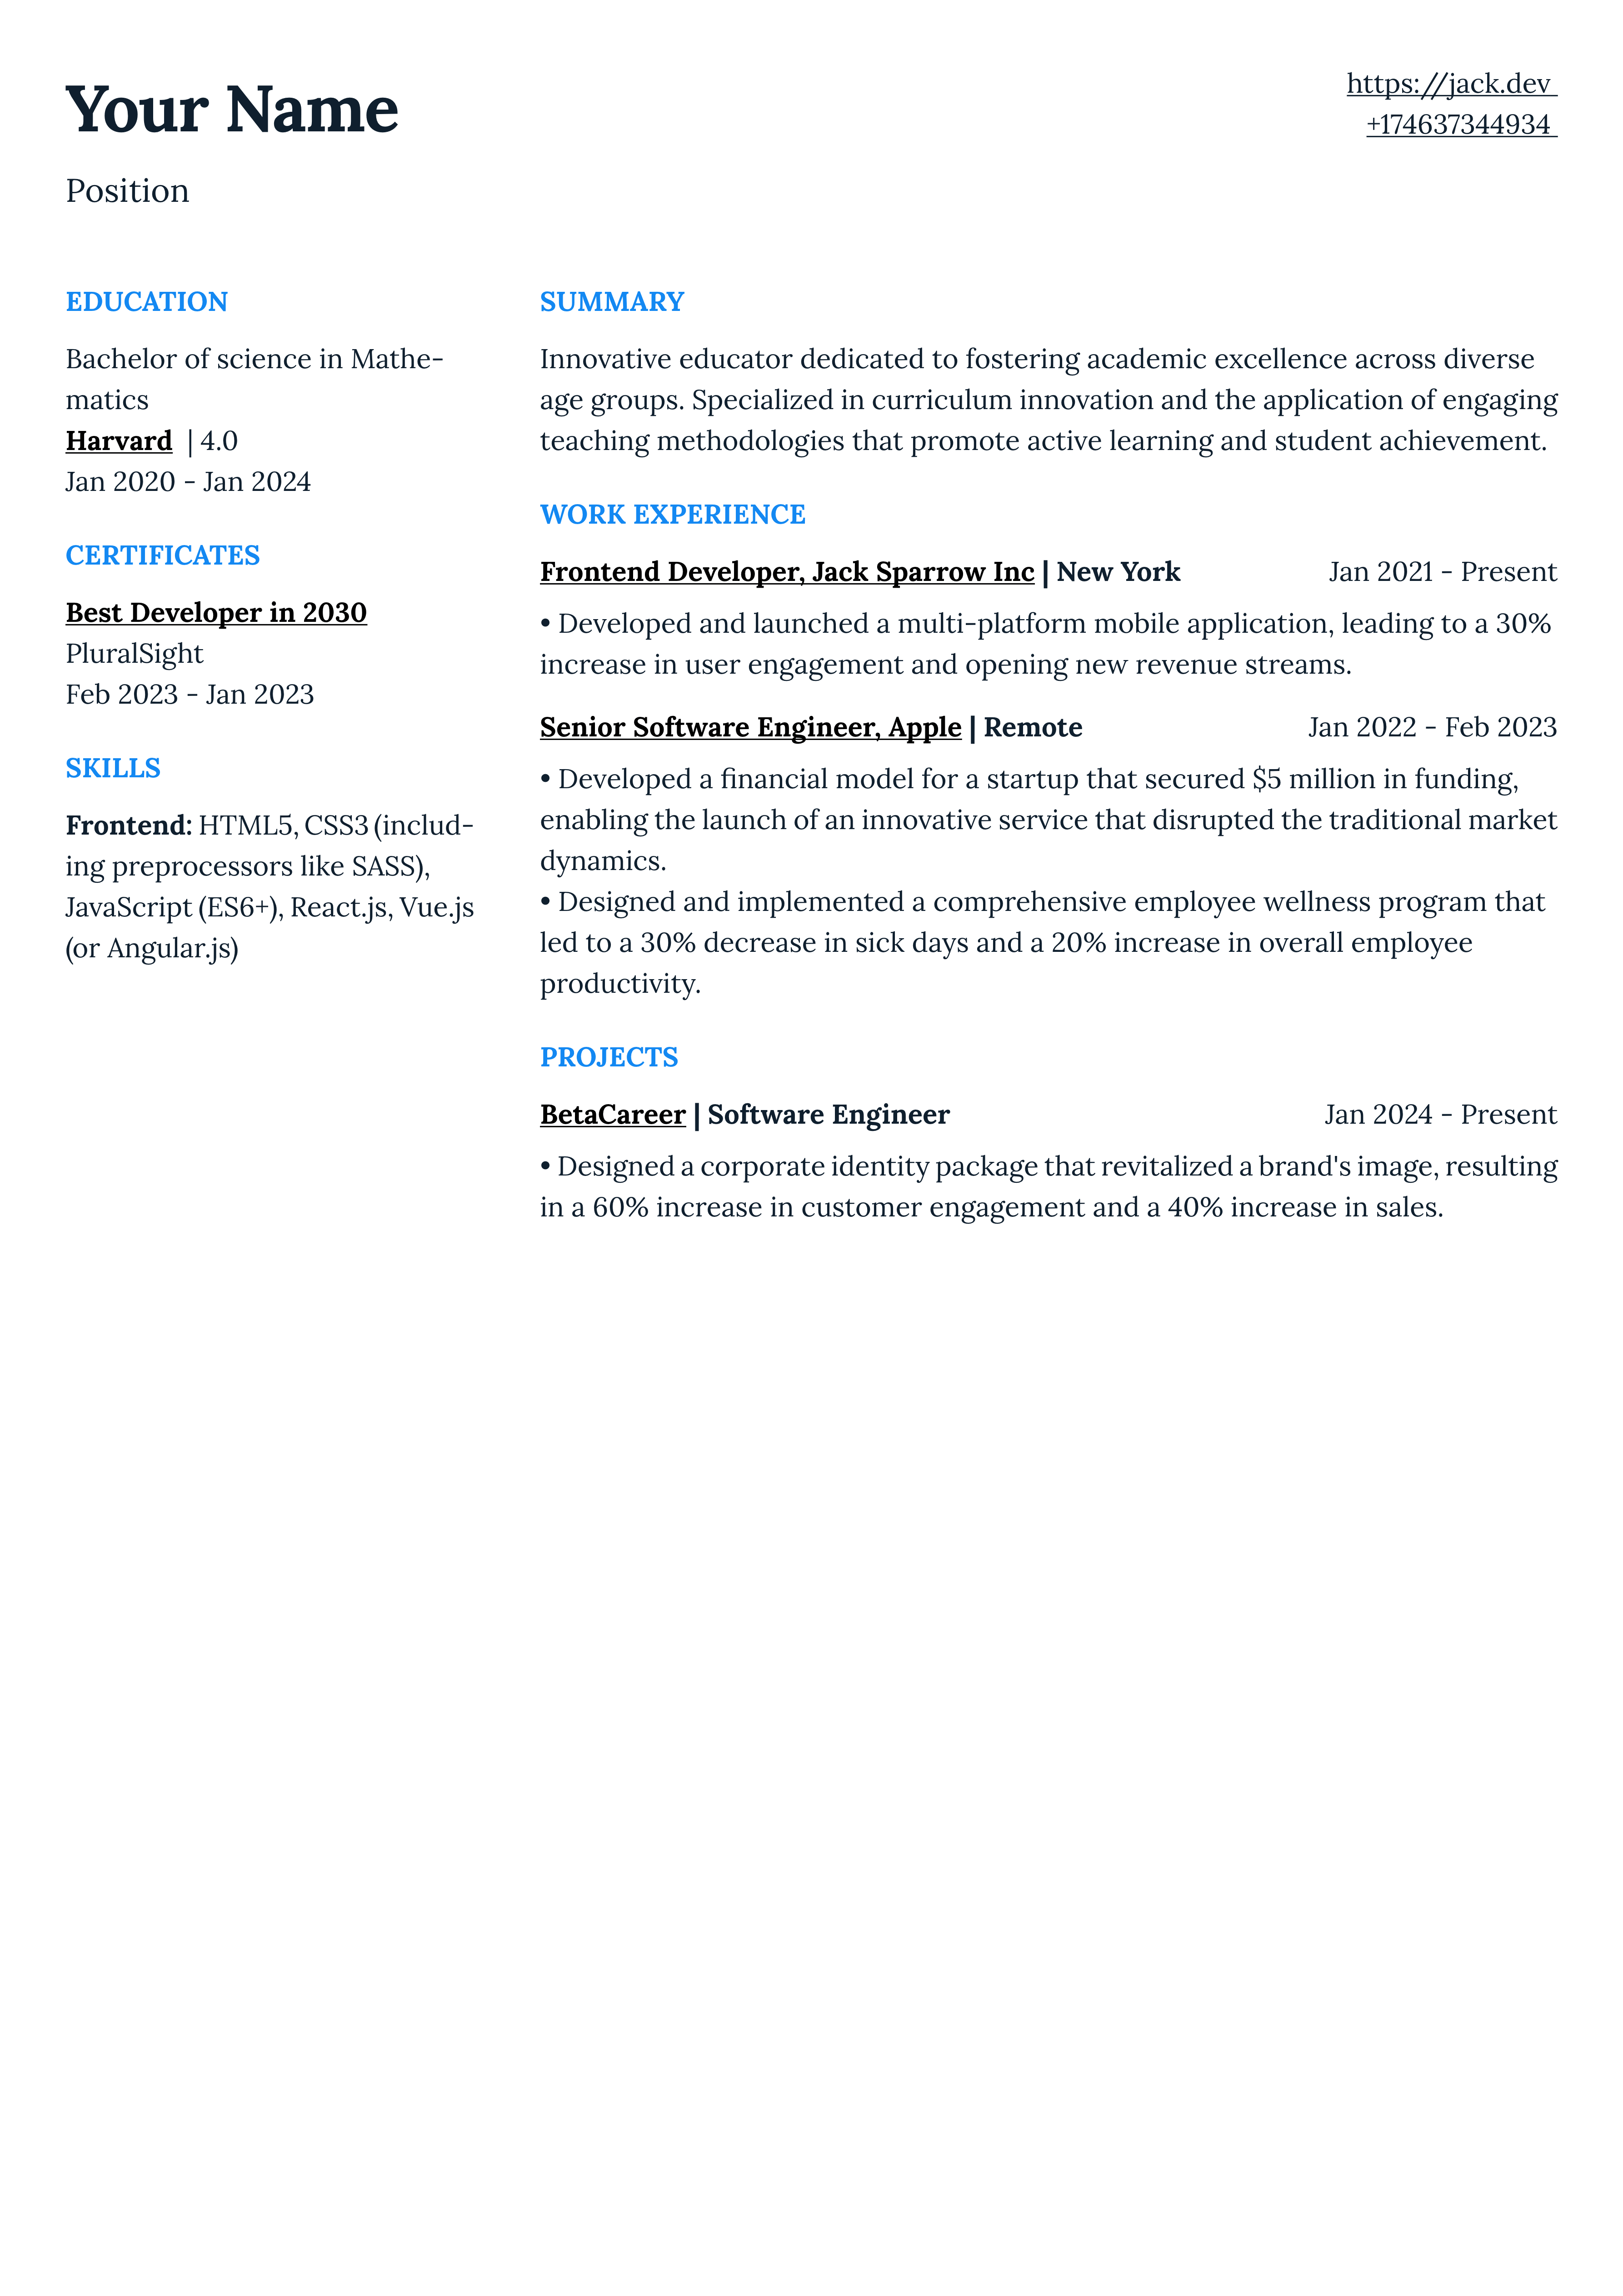 Your Name
Position
https://jack.dev
+174637344934
EDUCATION
Bachelor of science in Mathe-
matics
Harvard | 4.0
Jan 2020 - Jan 2024
CERTIFICATES
Best Developer in 2030
PluralSight
Feb 2023 - Jan 2023
SKILLS
Frontend: HTML5, CSS3 (includ-
ing preprocessors like SASS),
JavaScript (ES6+), React.js, Vue.js
(or Angular.js)
SUMMARY
Innovative educator dedicated to fostering academic excellence across diverse
age groups. Specialized in curriculum innovation and the application of engaging
teaching methodologies that promote active learning and student achievement.
WORK EXPERIENCE
Frontend Developer, Jack Sparrow Inc | New York Jan 2021 - Present
• Developed and launched a multi-platform mobile application, leading to a 30%
increase in user engagement and opening new revenue streams.
Senior Software Engineer, Apple | Remote Jan 2022 - Feb 2023
• Developed a financial model for a startup that secured $5 million in funding,
enabling the launch of an innovative service that disrupted the traditional market
dynamics.
• Designed and implemented a comprehensive employee wellness program that
led to a 30% decrease in sick days and a 20% increase in overall employee
productivity.
PROJECTS
BetaCareer | Software Engineer Jan 2024 - Present
• Designed a corporate identity package that revitalized a brand's image, resulting
in a 60% increase in customer engagement and a 40% increase in sales.